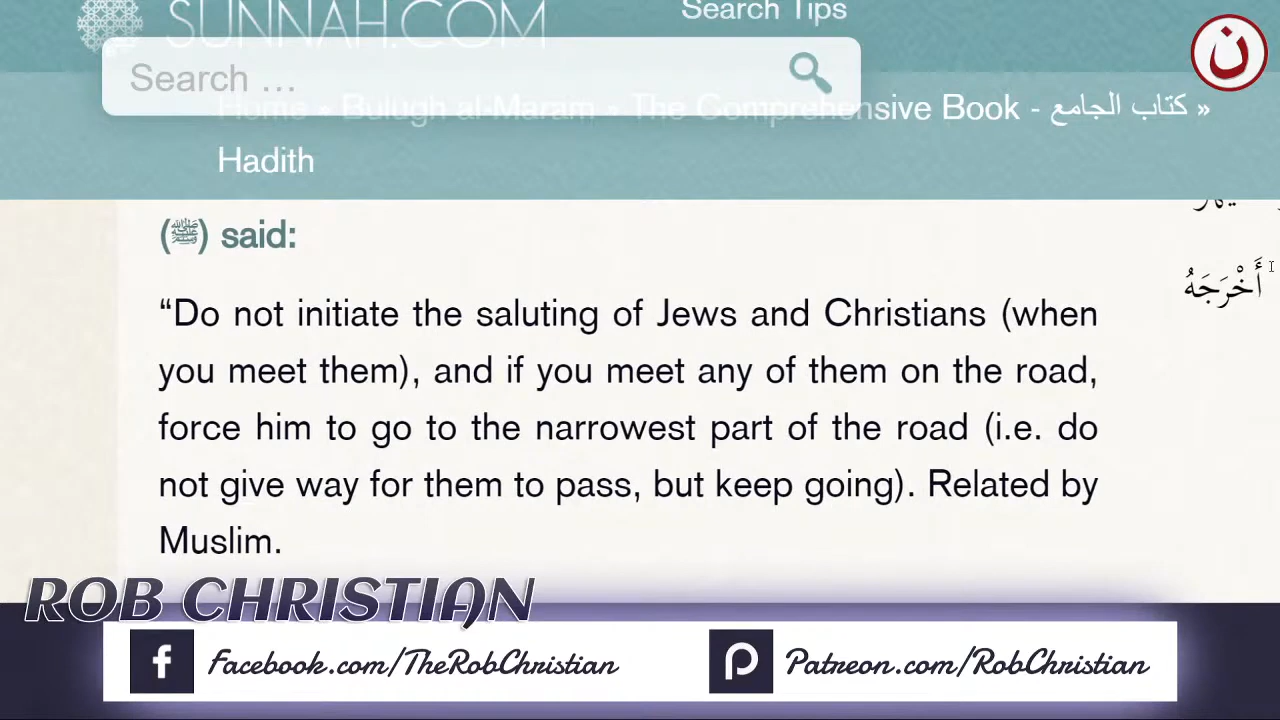 SUNNAH.COM
Search Tips
Search ...
ن
Home » Bulugh al-Maram » The Comprehensive Book - كتاب الجامع »
Hadith
(ﷺ) said:
أَخْرَجَهُ
“Do not initiate the saluting of Jews and Christians (when
you meet them), and if you meet any of them on the road,
force him to go to the narrowest part of the road (i.e. do
not give way for them to pass, but keep going). Related by
Muslim.
ROB CHRISTIAN
f Facebook.com/TheRobChristian
Patreon.com/RobChristian